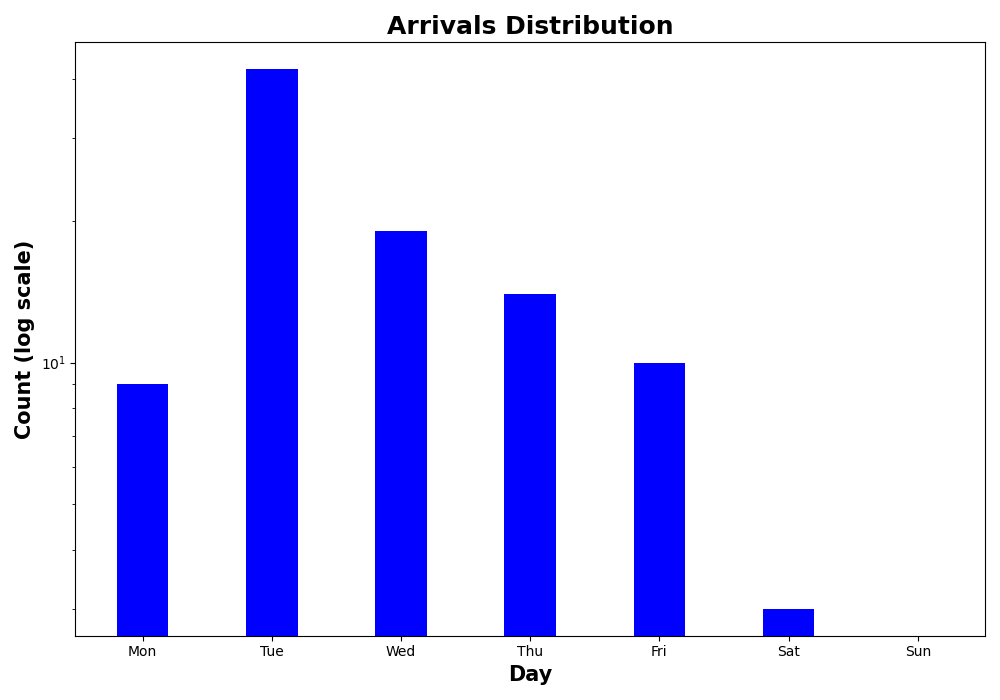 Arrivals Distribution
Count (log scale)
10¹
Mon Tue Wed Thu Fri Sat Sun
Day